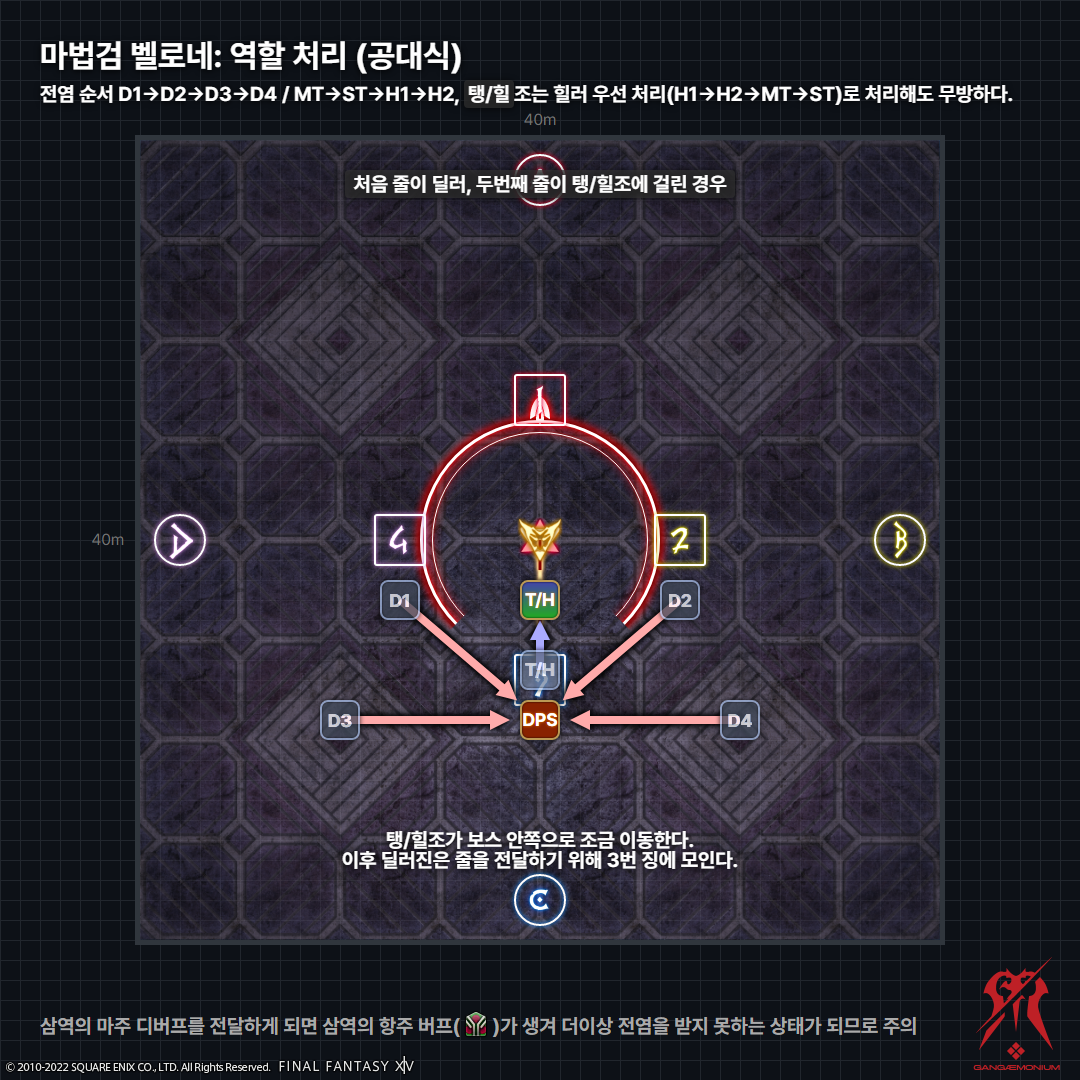 마법검 벨로네: 역할 처리 (공대식)
전염 순서 D1→D2→D3→D4 / MT→ST→H1→H2, 탱/힐 조는 힐러 우선 처리(H1→H2→MT→ST)로 처리해도 무방하다.
40m
처음 줄이 딜러, 두번째 줄이 탱/힐조에 걸린 경우
40m
D
4
2
B
D1
T/H
D2
T/H
D3
DPS
D4
탱/힐조가 보스 안쪽으로 조금 이동한다.
이후 딜러진은 줄을 전달하기 위해 3번 징에 모인다.
C
삼역의 마주 디버프를 전달하게 되면 삼역의 항주 버프( )가 생겨 더이상 전염을 받지 못하는 상태가 되므로 주의
GANGÆMONIUM
© 2010-2022 SQUARE ENIX CO., LTD. All Rights Reserved. FINAL FANTASY XIV